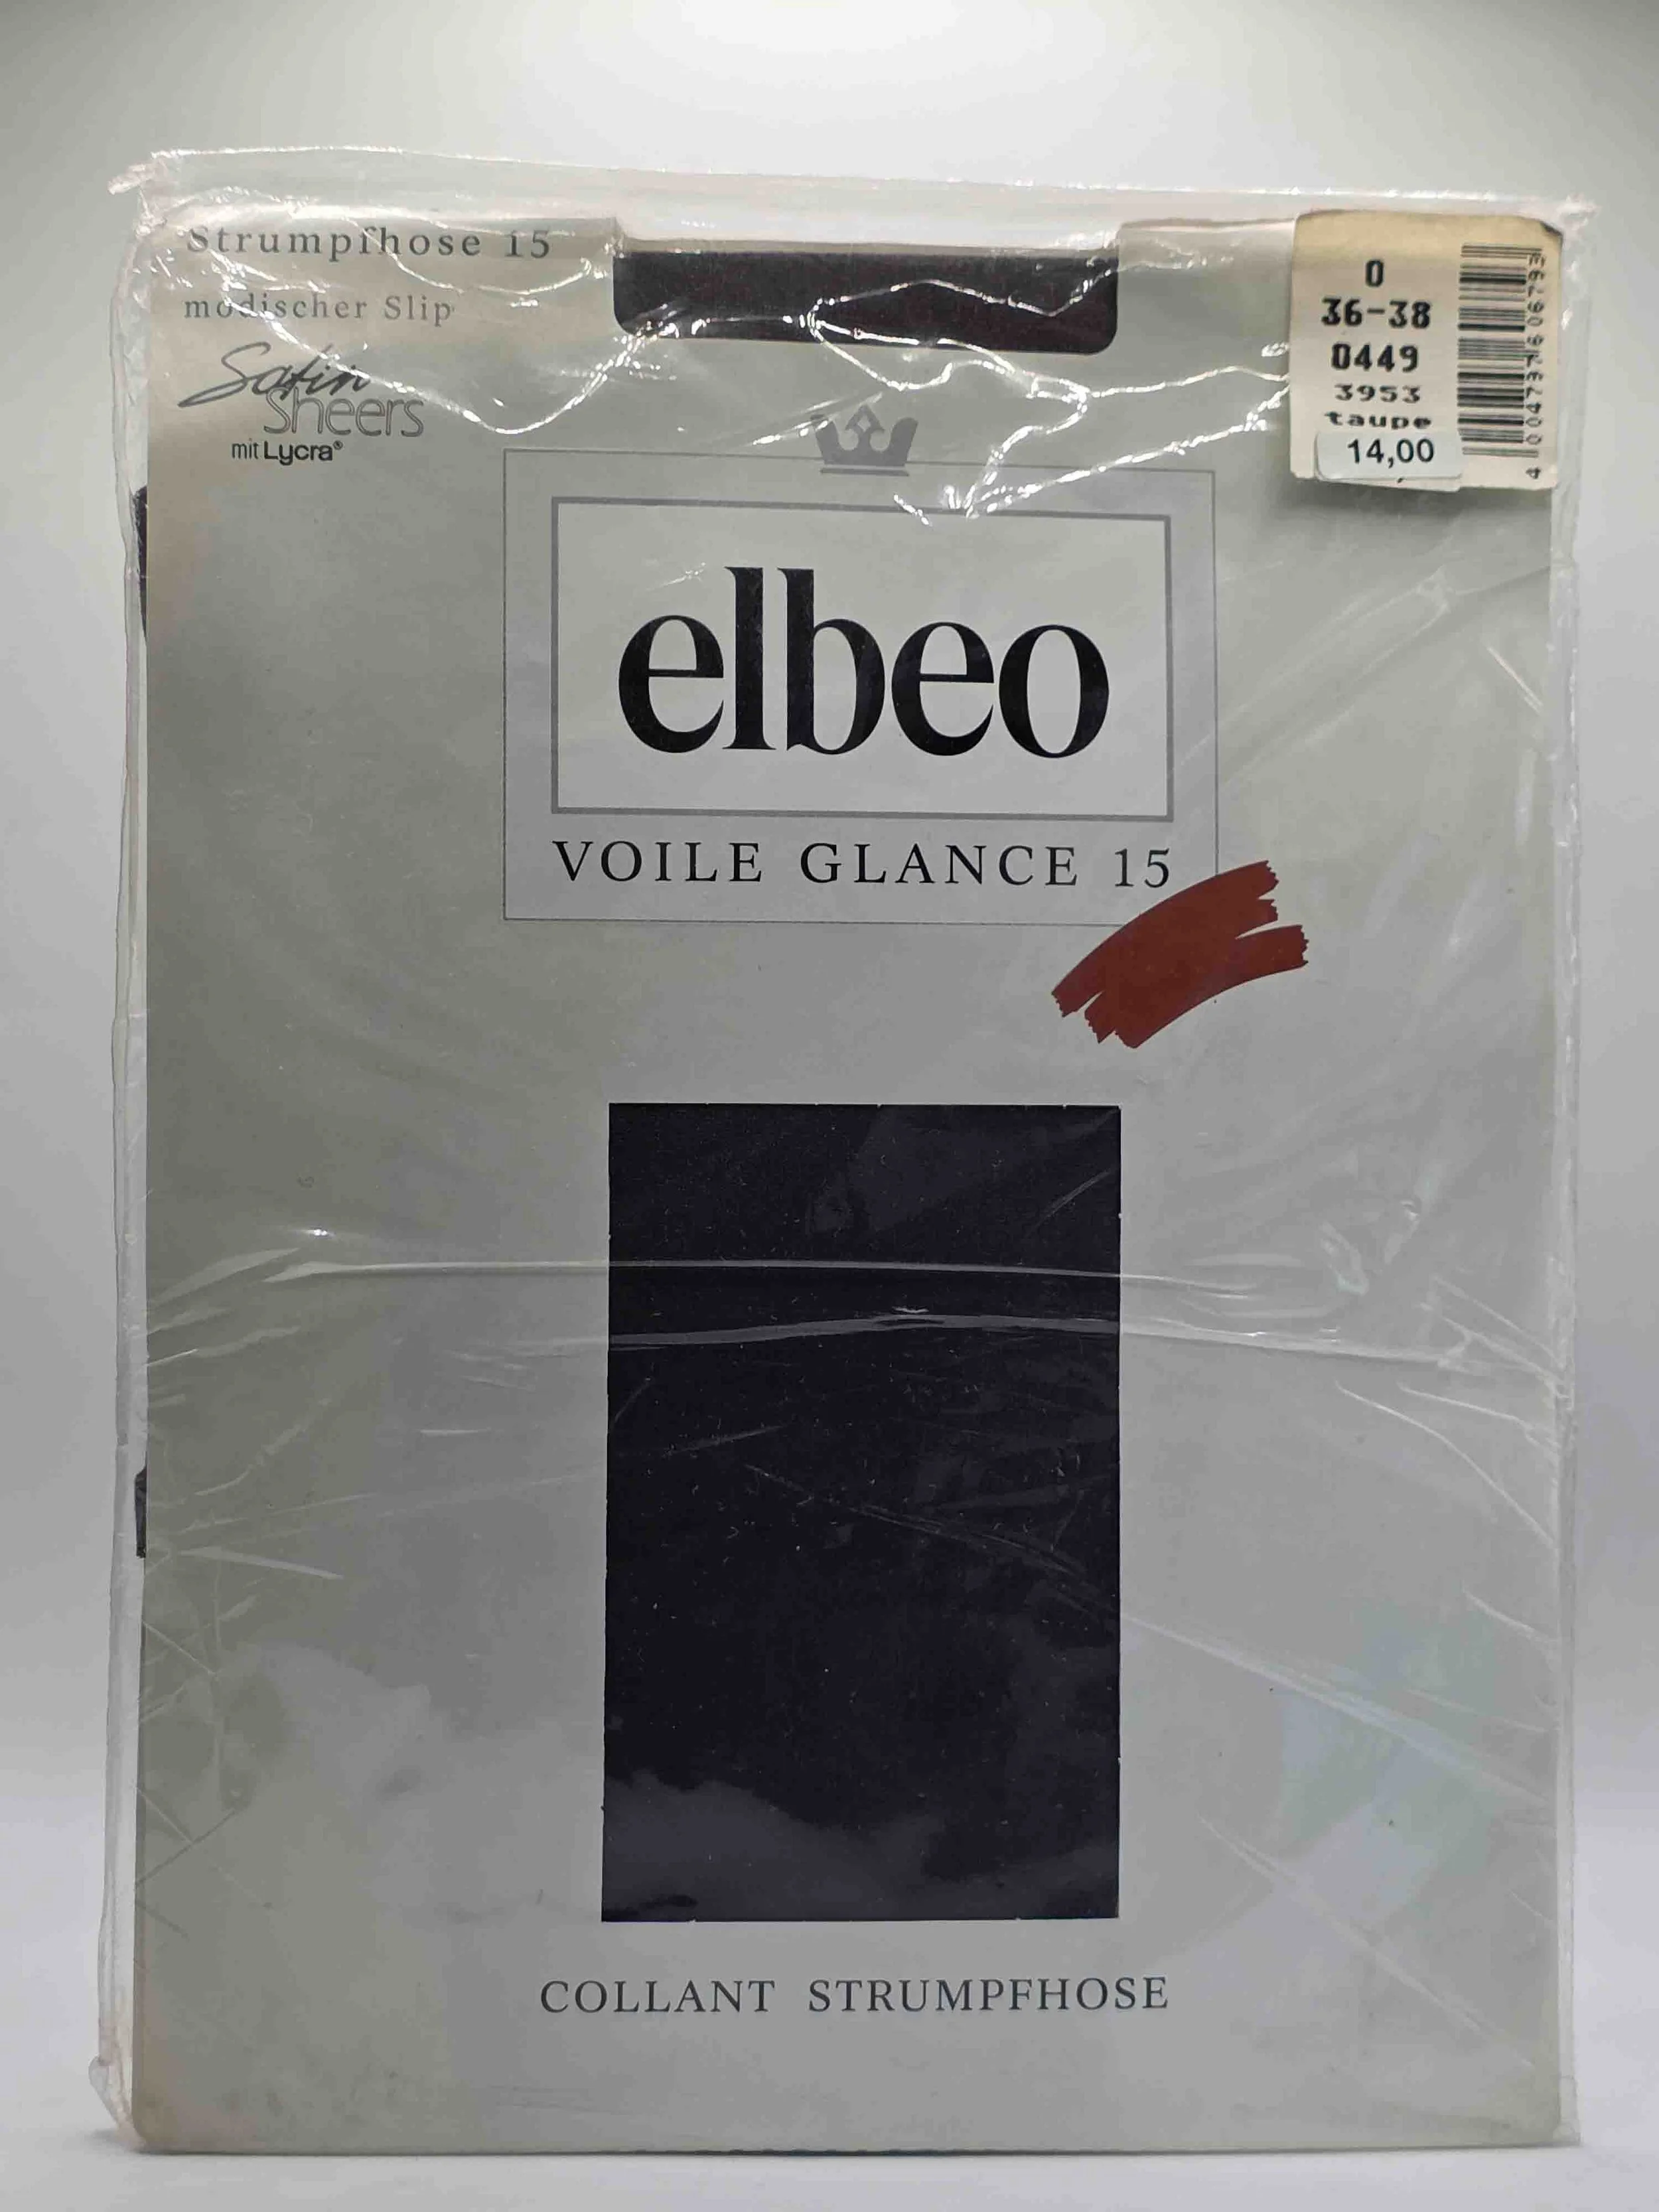 Strumpfhose 15
modischer Slip
Satin
Sheers
mit Lycra®
0
36-38
0449
3953
taupe
14,00
elbeo
VOILE GLANCE 15
COLLANT STRUMPFHOSE